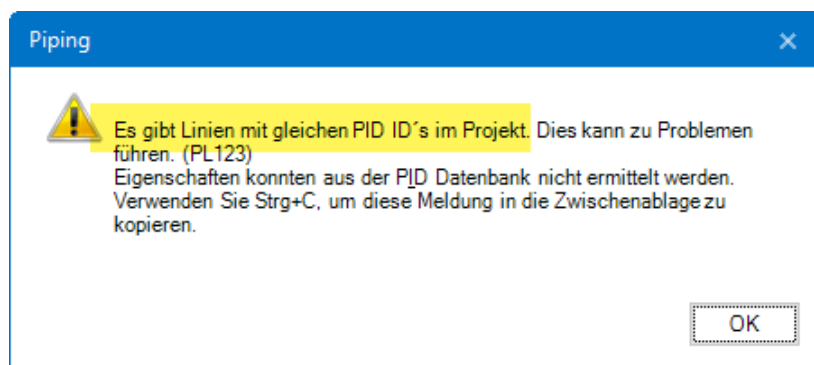 Piping
Es gibt Linien mit gleichen PID ID´s im Projekt. Dies kann zu Problemen
führen. (PL123)
Eigenschaften konnten aus der PID Datenbank nicht ermittelt werden.
Verwenden Sie Strg+C, um diese Meldung in die Zwischenablage zu
kopieren.
OK